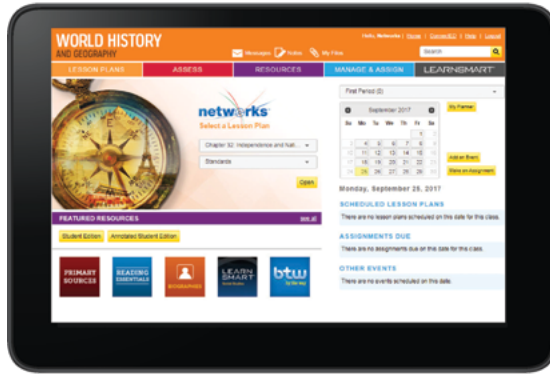 WORLD HISTORY
AND GEOGRAPHY
Hello, Networks | Home | ConnectED | Help | Logout
Messages Notes My Files
Search
LESSON PLANS ASSESS RESOURCES MANAGE & ASSIGN LEARNSMART
networks
Select a Lesson Plan
Chapter 32: Independence and Nat...
Standards
Open
First Period (0)
September 2017
Su Mo Tu We Th Fr Sa
1 2
3 4 5 6 7 8 9
10 11 12 13 14 15 16
17 18 19 20 21 22 23
24 25 26 27 28 29 30
My Planner
Add an Event
Make an Assignment
Monday, September 25, 2017
SCHEDULED LESSON PLANS
There are no lesson plans scheduled on this date for this class.
ASSIGNMENTS DUE
There are no assignments due on this date for this class.
OTHER EVENTS
There are no events scheduled on this date.
FEATURED RESOURCES
see all
Student Edition Annotated Student Edition
PRIMARY
SOURCES
READING
ESSENTIALS
BIOGRAPHIES
LEARN
SMART
btw
by the way